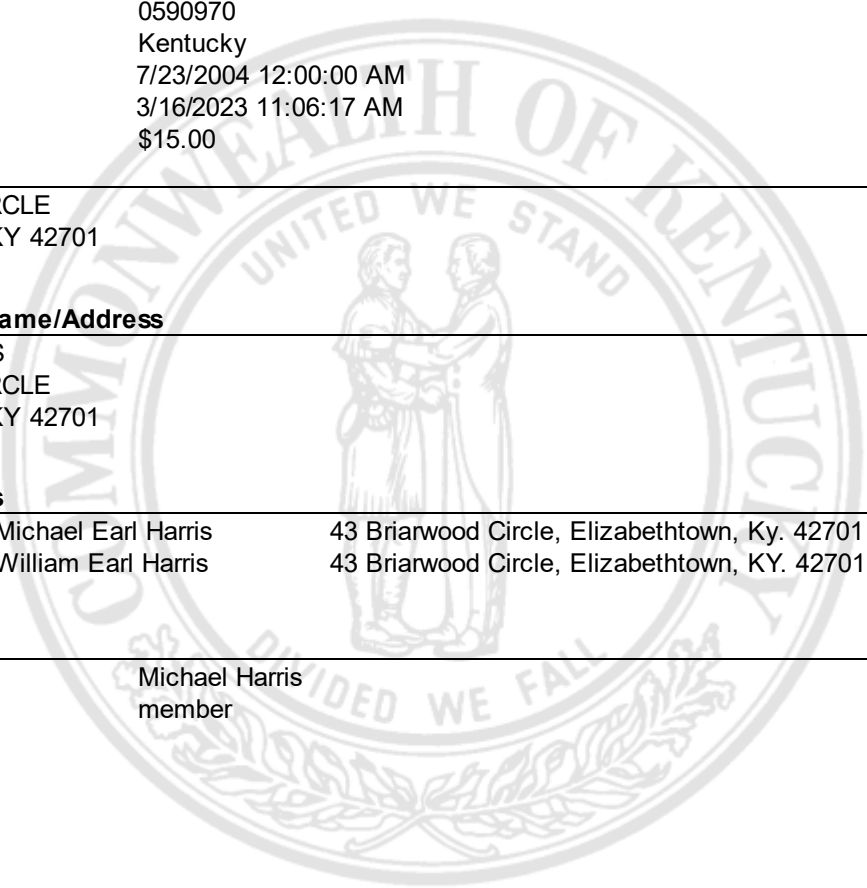 0590970
Kentucky
7/23/2004 12:00:00 AM
3/16/2023 11:06:17 AM
$15.00
RCLE
KY 42701
ame/Address
S
RCLE
KY 42701
s
Michael Earl Harris 43 Briarwood Circle, Elizabethtown, Ky. 42701
William Earl Harris 43 Briarwood Circle, Elizabethtown, KY. 42701
Michael Harris
member
COMMONWEALTH OF KENTUCKY
UNITED WE STAND
DIVIDED WE FALL